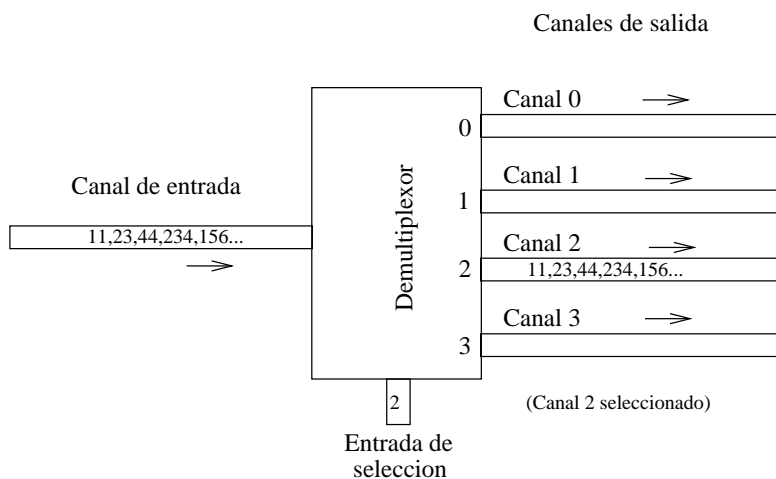 Canales de salida
Canal 0
0
Canal de entrada
11,23,44,234,156...
Demultiplexor
Canal 1
1
Canal 2
2
11,23,44,234,156...
Canal 3
3
2
(Canal 2 seleccionado)
Entrada de
seleccion